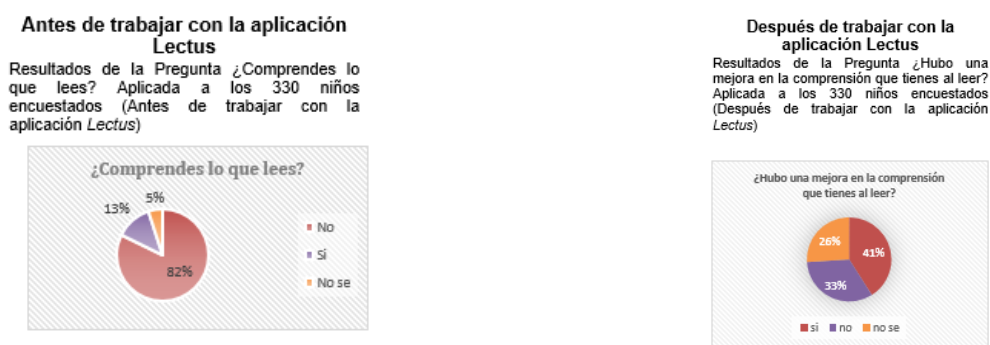 Antes de trabajar con la aplicación
Lectus
Resultados de la Pregunta ¿Comprendes lo
que lees? Aplicada a los 330 niños
encuestados (Antes de trabajar con la
aplicación Lectus)
¿Comprendes lo que lees?
5%
13%
82%
No
Si
No se
Después de trabajar con la
aplicación Lectus
Resultados de la Pregunta ¿Hubo una
mejora en la comprensión que tienes al leer?
Aplicada a los 330 niños encuestados
(Después de trabajar con la aplicación
Lectus)
¿Hubo una mejora en la comprensión
que tienes al leer?
26%
41%
33%
si no no se